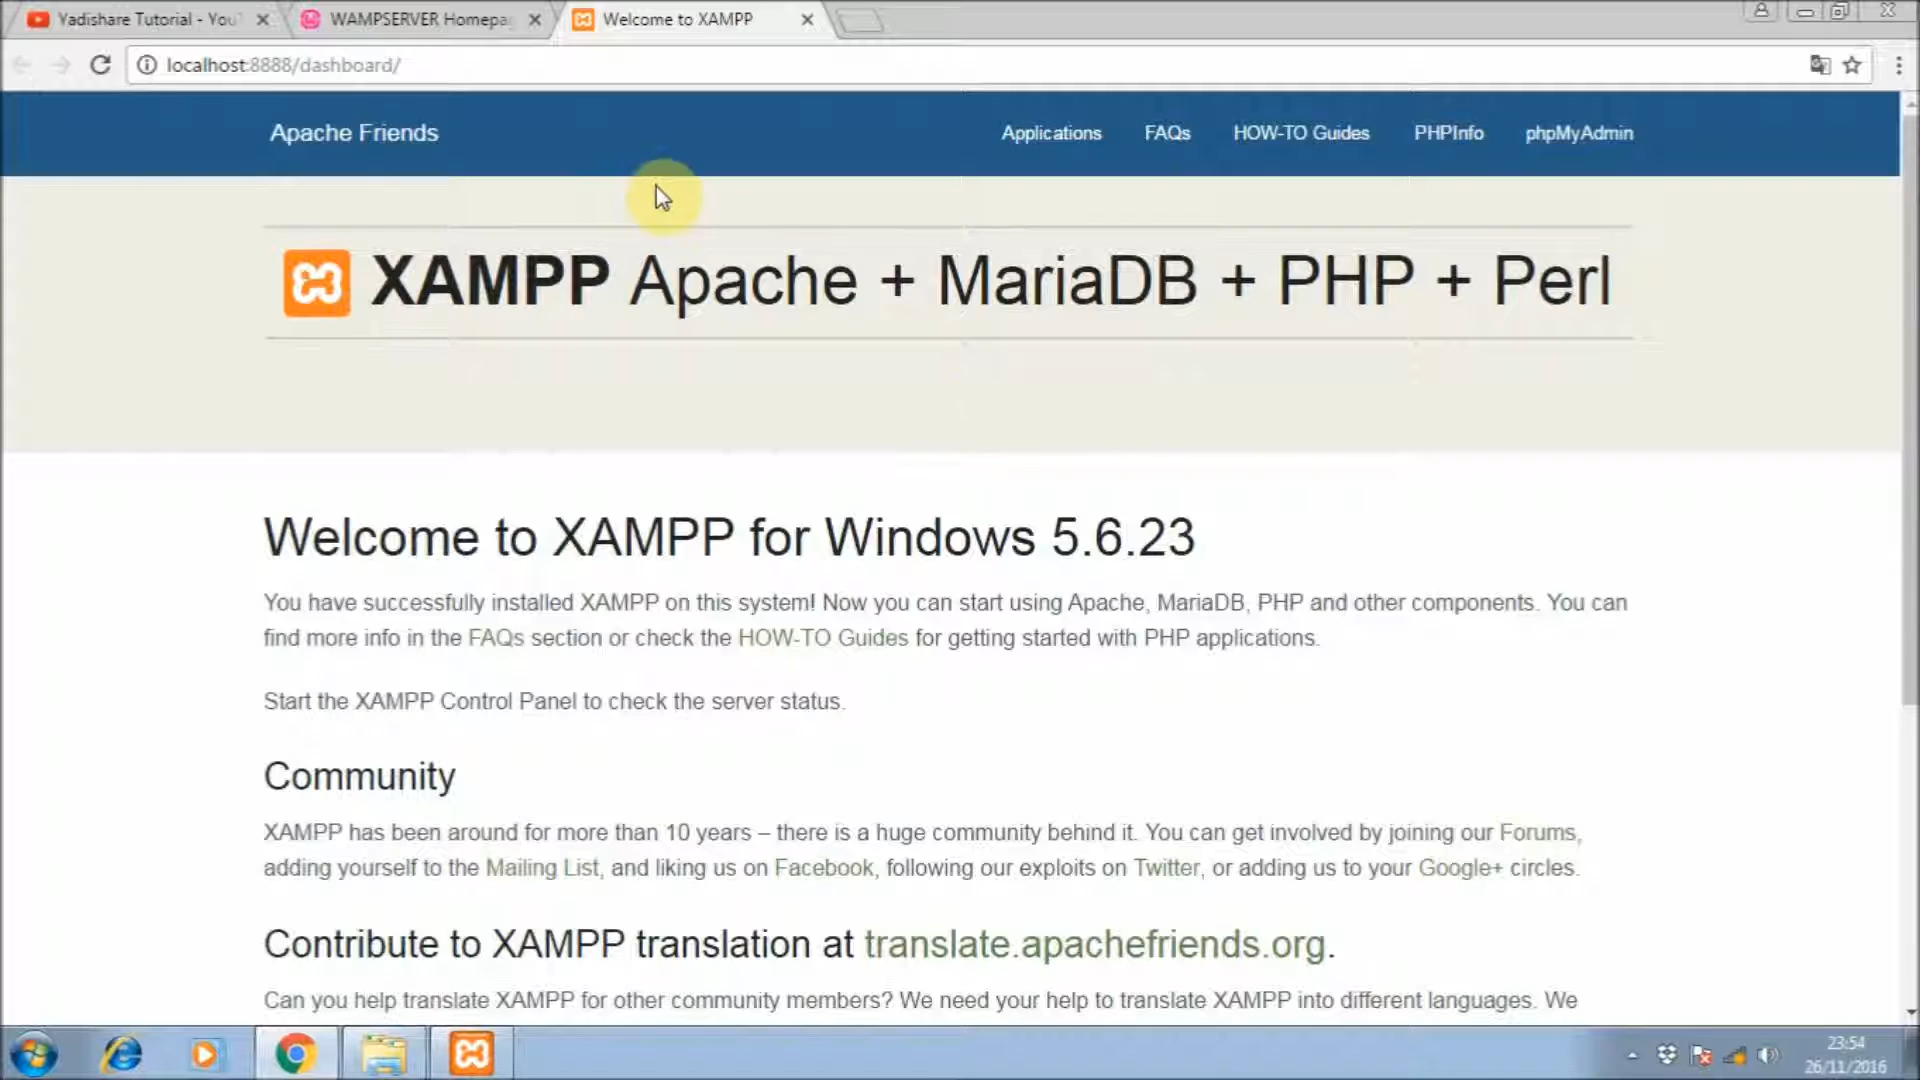 Yadishare Tutorial - You
WAMPSERVER Homepa
Welcome to XAMPP
localhost:8888/dashboard/
Apache Friends
Applications
FAQs
HOW-TO Guides
PHPInfo
phpMyAdmin
XAMPP Apache + MariaDB + PHP + Perl
Welcome to XAMPP for Windows 5.6.23
You have successfully installed XAMPP on this system! Now you can start using Apache, MariaDB, PHP and other components. You can
find more info in the FAQs section or check the HOW-TO Guides for getting started with PHP applications.
Start the XAMPP Control Panel to check the server status.
Community
XAMPP has been around for more than 10 years – there is a huge community behind it. You can get involved by joining our Forums,
adding yourself to the Mailing List, and liking us on Facebook, following our exploits on Twitter, or adding us to your Google+ circles.
Contribute to XAMPP translation at translate.apachefriends.org.
Can you help translate XAMPP for other community members? We need your help to translate XAMPP into different languages. We
23:54
26/11/2016